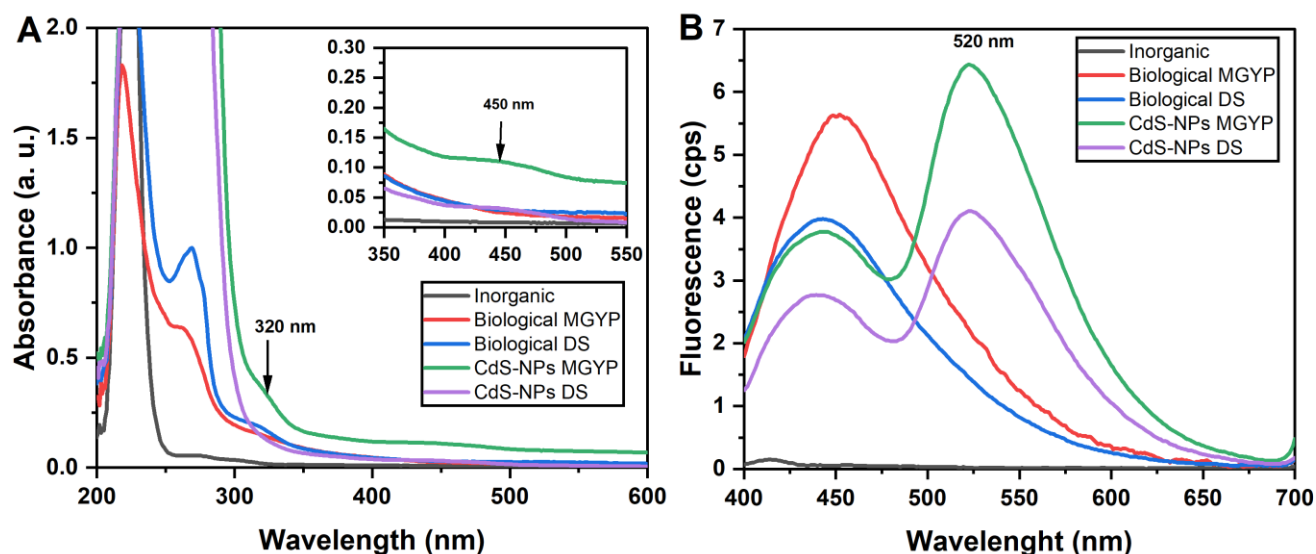 A
2.0
1.5
1.0
0.5
0.0
Absorbance (a. u.)
200 300 400 500 600
Wavelength (nm)
320 nm
0.30
0.25
0.20
0.15
0.10
0.05
0.00
350 400 450 500 550
450 nm
Inorganic
Biological MGYP
Biological DS
CdS-NPs MGYP
CdS-NPs DS
B
7
6
5
4
3
2
1
0
Fluorescence (cps)
400 450 500 550 600 650 700
Wavelenght (nm)
520 nm
Inorganic
Biological MGYP
Biological DS
CdS-NPs MGYP
CdS-NPs DS